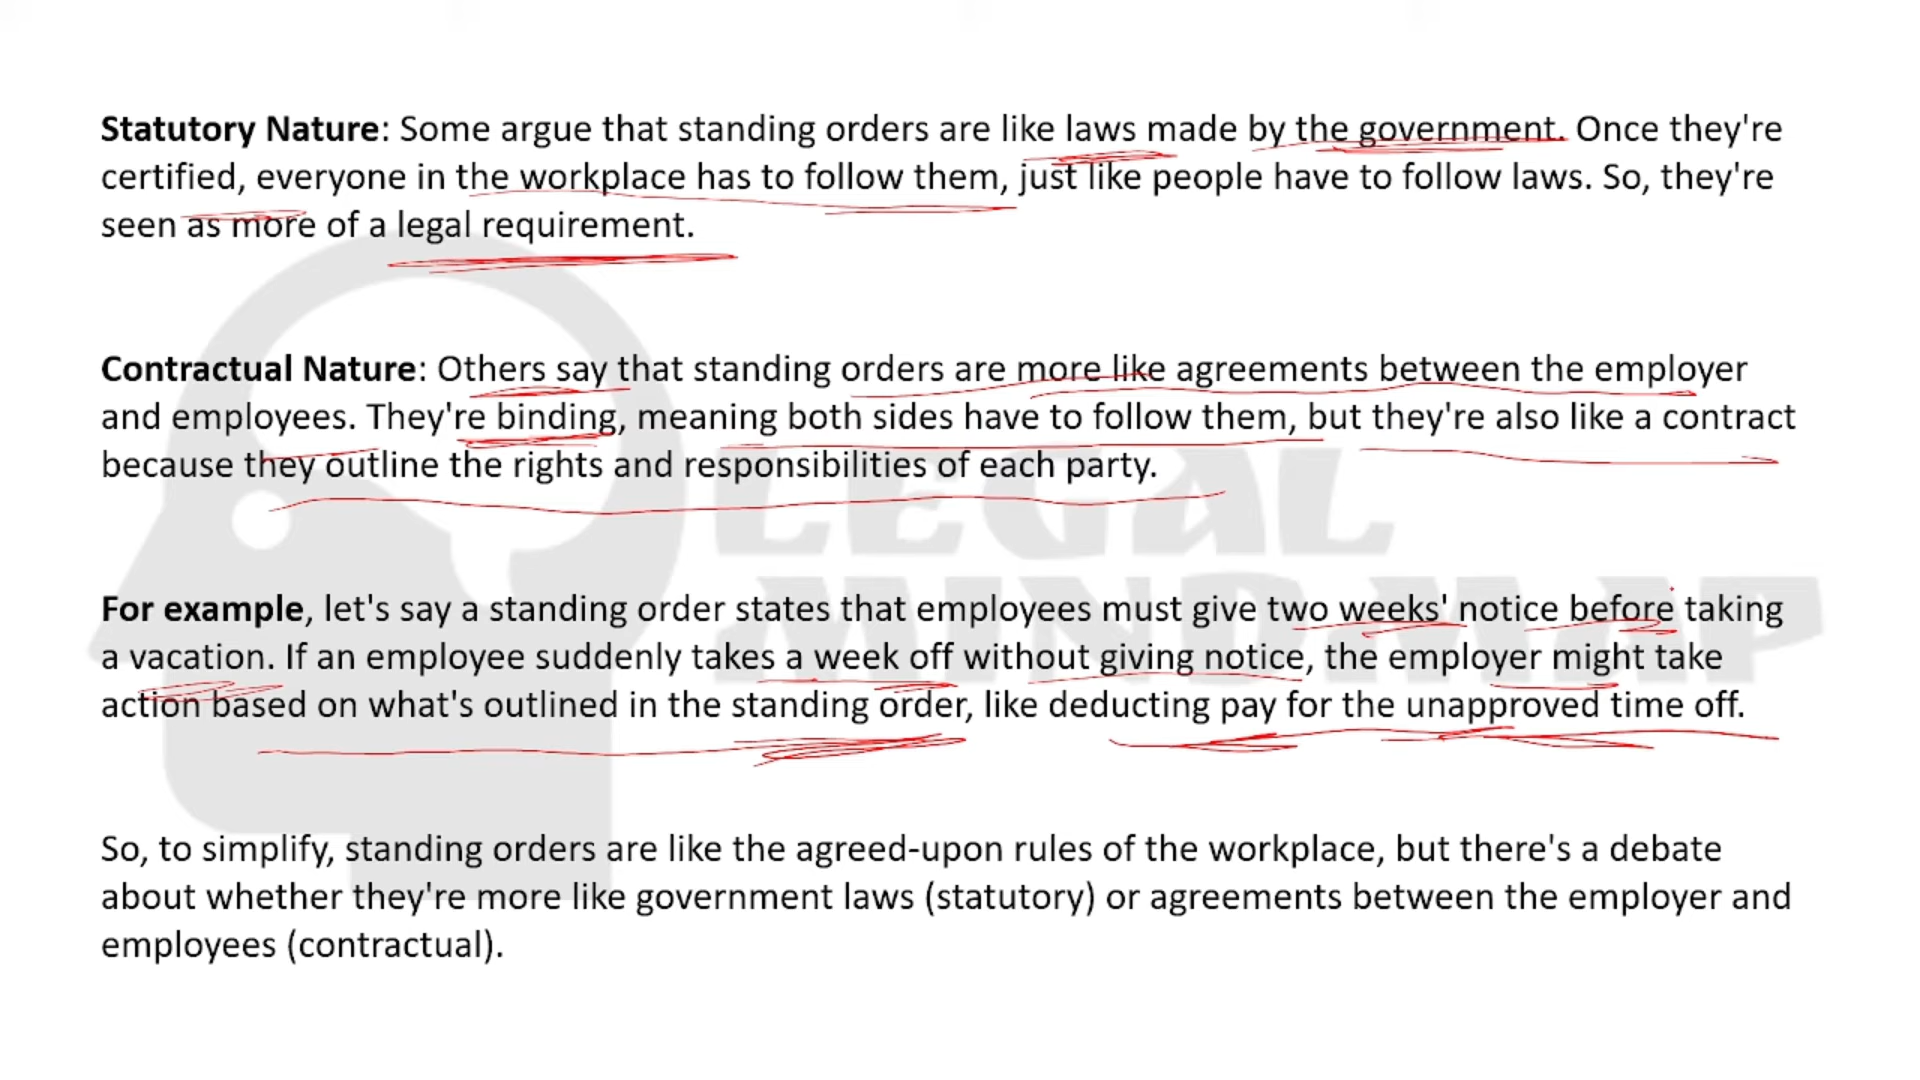 Statutory Nature: Some argue that standing orders are like laws made by the government. Once they're
certified, everyone in the workplace has to follow them, just like people have to follow laws. So, they're
seen as more of a legal requirement.
Contractual Nature: Others say that standing orders are more like agreements between the employer
and employees. They're binding, meaning both sides have to follow them, but they're also like a contract
because they outline the rights and responsibilities of each party.
LEGAL
MINDMAP
For example, let's say a standing order states that employees must give two weeks' notice before taking
a vacation. If an employee suddenly takes a week off without giving notice, the employer might take
action based on what's outlined in the standing order, like deducting pay for the unapproved time off.
So, to simplify, standing orders are like the agreed-upon rules of the workplace, but there's a debate
about whether they're more like government laws (statutory) or agreements between the employer and
employees (contractual).